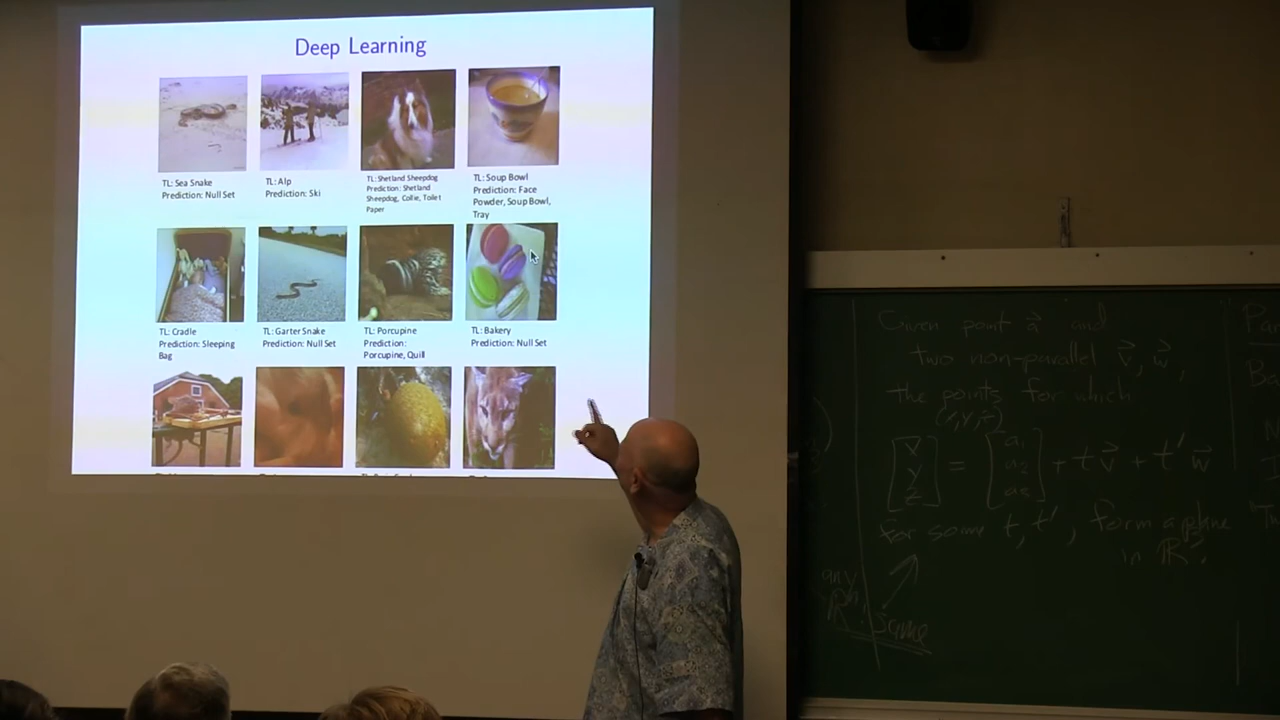 Deep Learning
TL: Sea Snake
Prediction: Null Set
TL: Alp
Prediction: Ski
TL: Shetland Sheepdog
Prediction: Shetland
Sheepdog, Collie, Toilet
Paper
TL: Soup Bowl
Prediction: Face
Powder, Soup Bowl,
Tray
TL: Cradle
Prediction: Sleeping
Bag
TL: Garter Snake
Prediction: Null Set
TL: Porcupine
Prediction:
Porcupine, Quill
TL: Bakery
Prediction: Null Set
Given point a⃗ and
two non-parallel v⃗, w⃗,
the points for which
(x,y,z)
[x y z] = [a₁ a₂ a₃] + t v⃗ + t' w⃗
for some t, t', form a plane
in ℝ³.
any
same